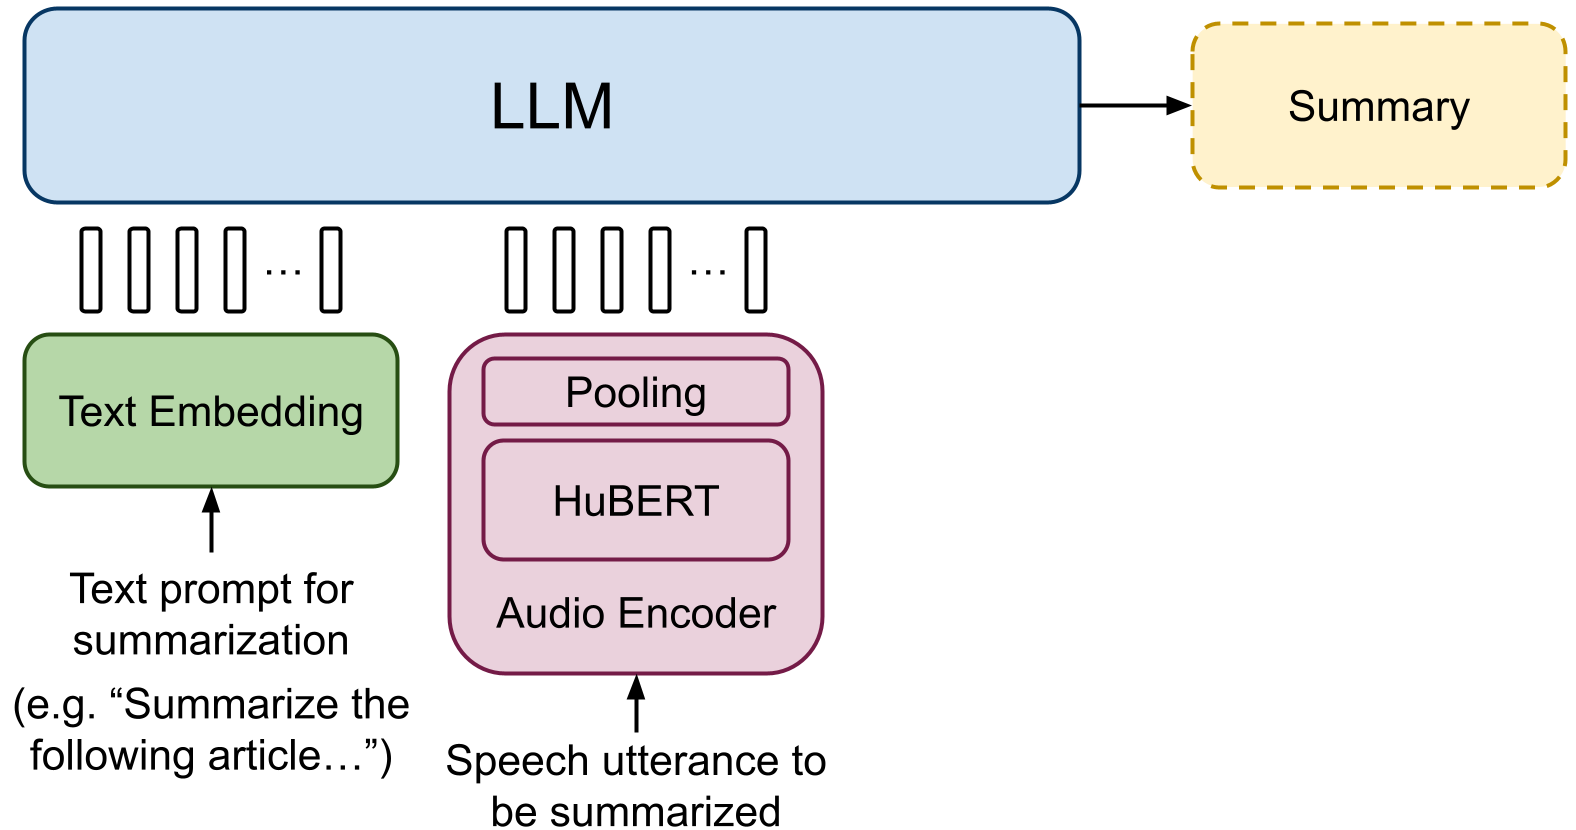 LLM
Summary
...
...
Text Embedding
Pooling
HuBERT
Audio Encoder
Text prompt for
summarization
(e.g. “Summarize the
following article…”)
Speech utterance to
be summarized